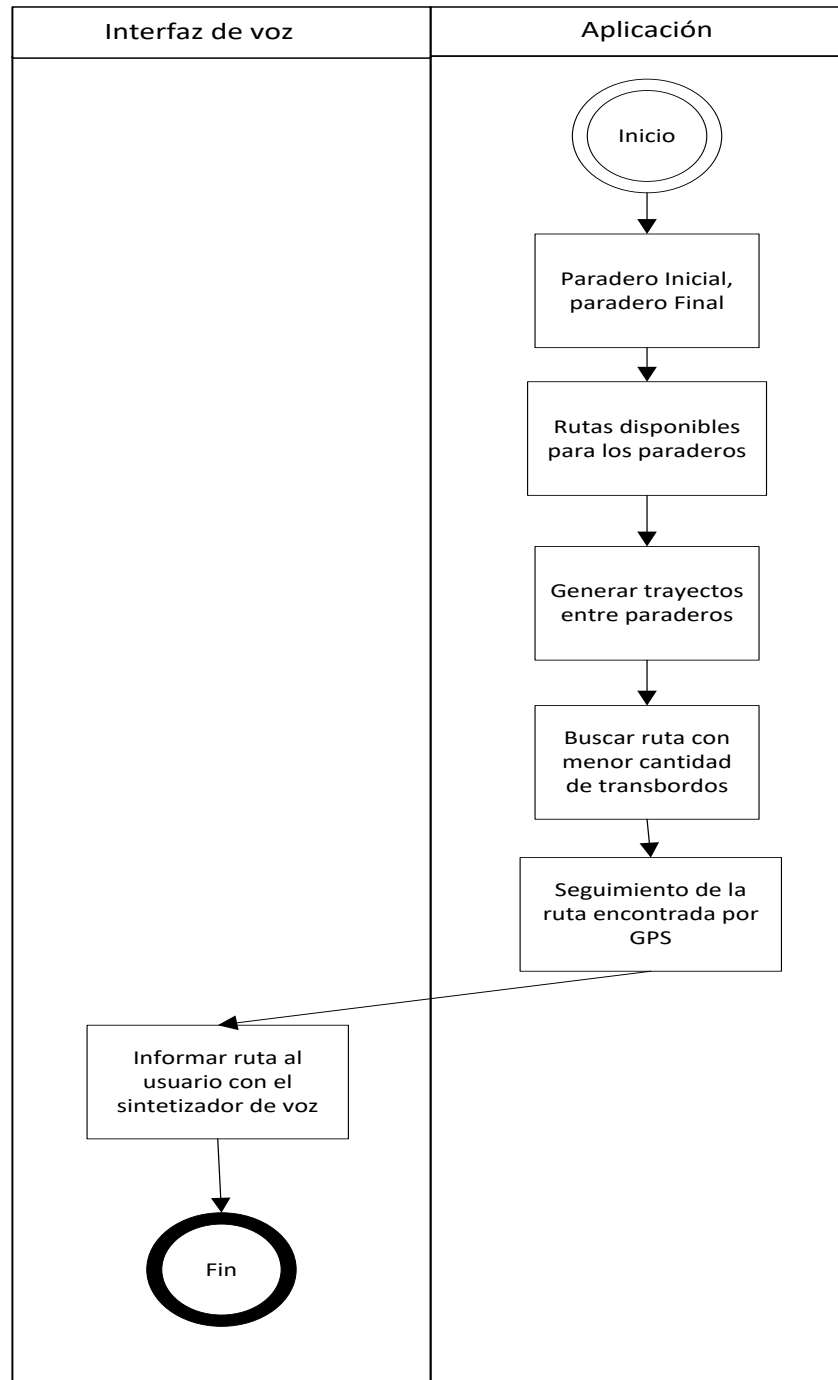 Interfaz de voz
Aplicación
Inicio
Paradero Inicial,
paradero Final
Rutas disponibles
para los paraderos
Generar trayectos
entre paraderos
Buscar ruta con
menor cantidad
de transbordos
Seguimiento de la
ruta encontrada por
GPS
Informar ruta al
usuario con el
sintetizador de voz
Fin